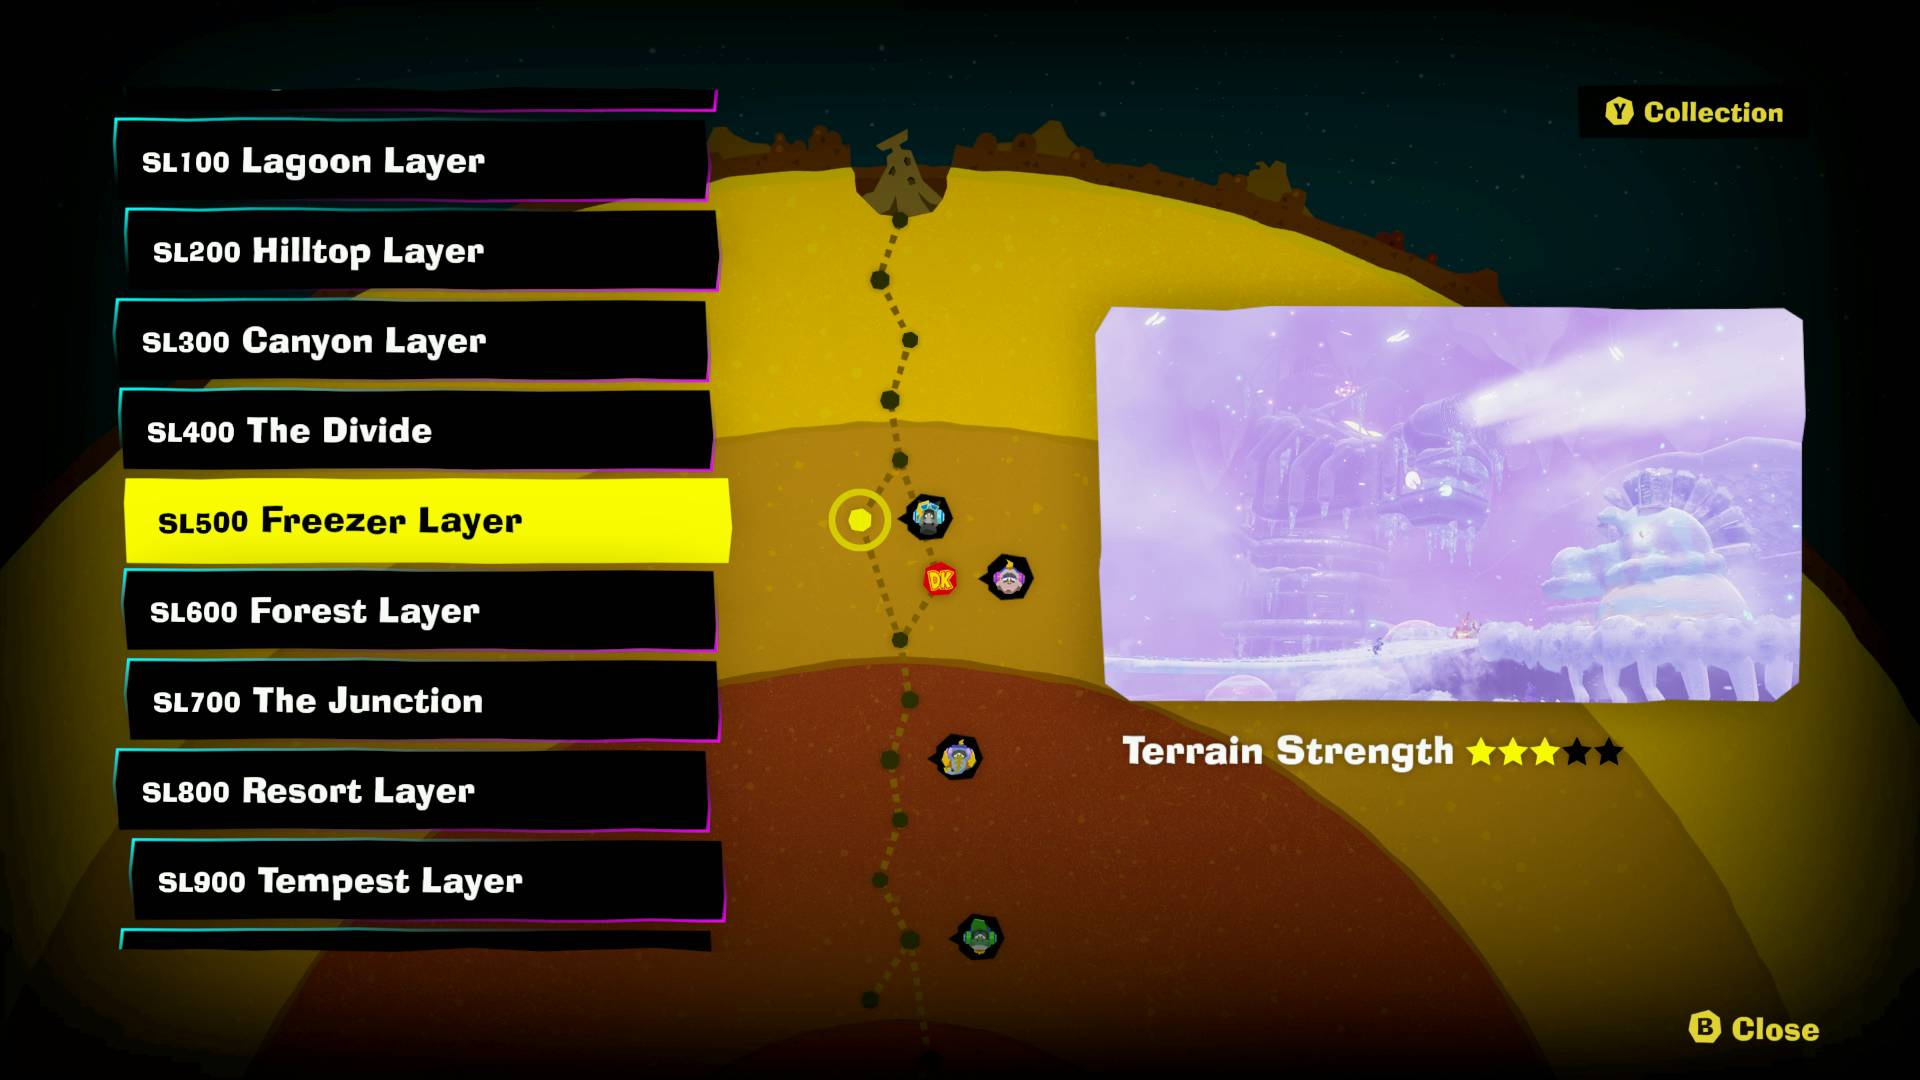 SL100 Lagoon Layer
SL200 Hilltop Layer
SL300 Canyon Layer
SL400 The Divide
SL500 Freezer Layer
SL600 Forest Layer
SL700 The Junction
SL800 Resort Layer
SL900 Tempest Layer
DK
Y Collection
Terrain Strength
B Close